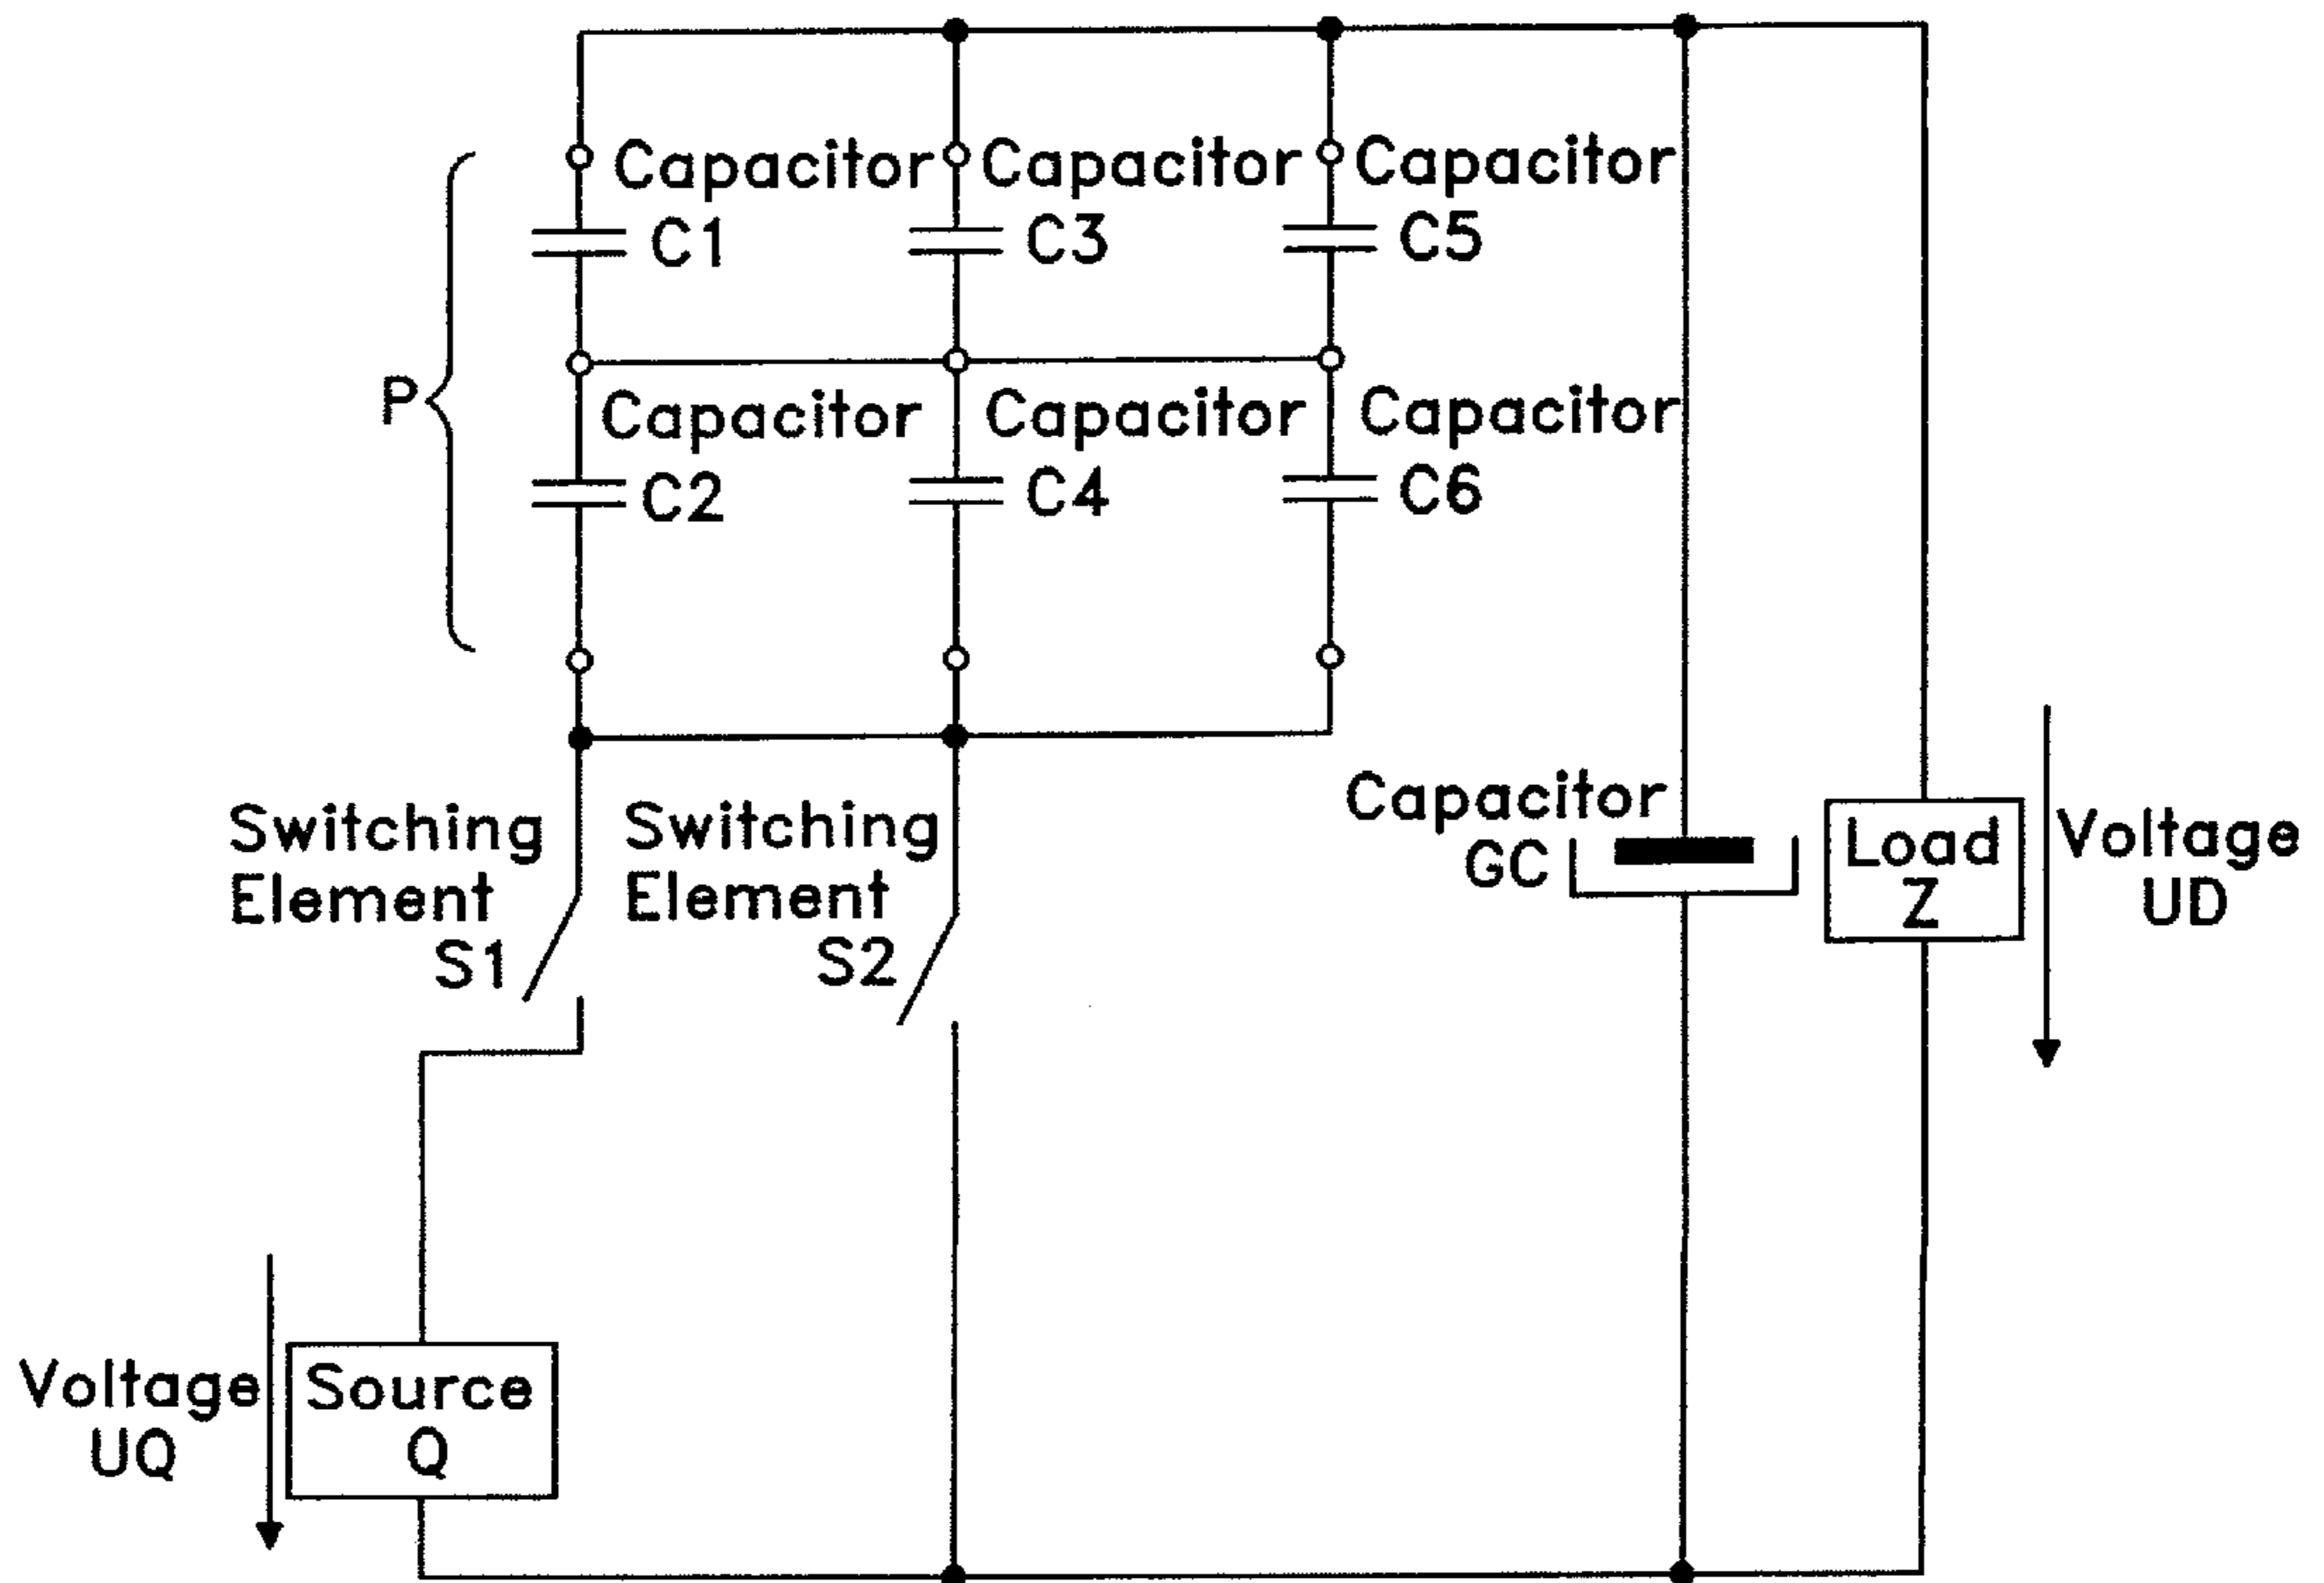 Capacitor
C1
Capacitor
C3
Capacitor
C5
P
Capacitor
C2
Capacitor
C4
Capacitor
C6
Switching
Element
S1
Switching
Element
S2
Capacitor
GC
Load
Z
Voltage
UD
Voltage
UQ
Source
Q